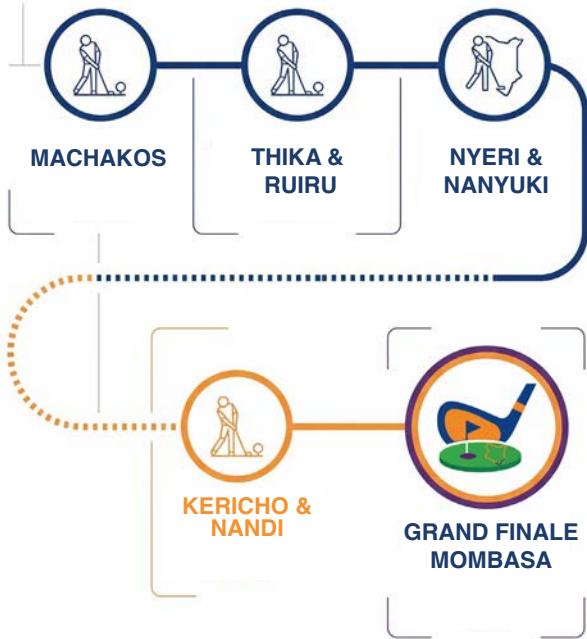 MACHAKOS
THIKA &
RUIRU
NYERI &
NANYUKI
KERICHO &
NANDI
GRAND FINALE
MOMBASA